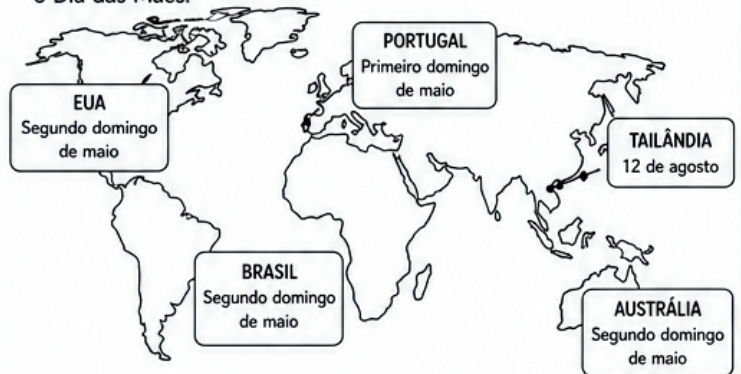 o Dia das Mães.
PORTUGAL
Primeiro domingo
de maio
EUA
Segundo domingo
de maio
TAILÂNDIA
12 de agosto
BRASIL
Segundo domingo
de maio
AUSTRÁLIA
Segundo domingo
de maio